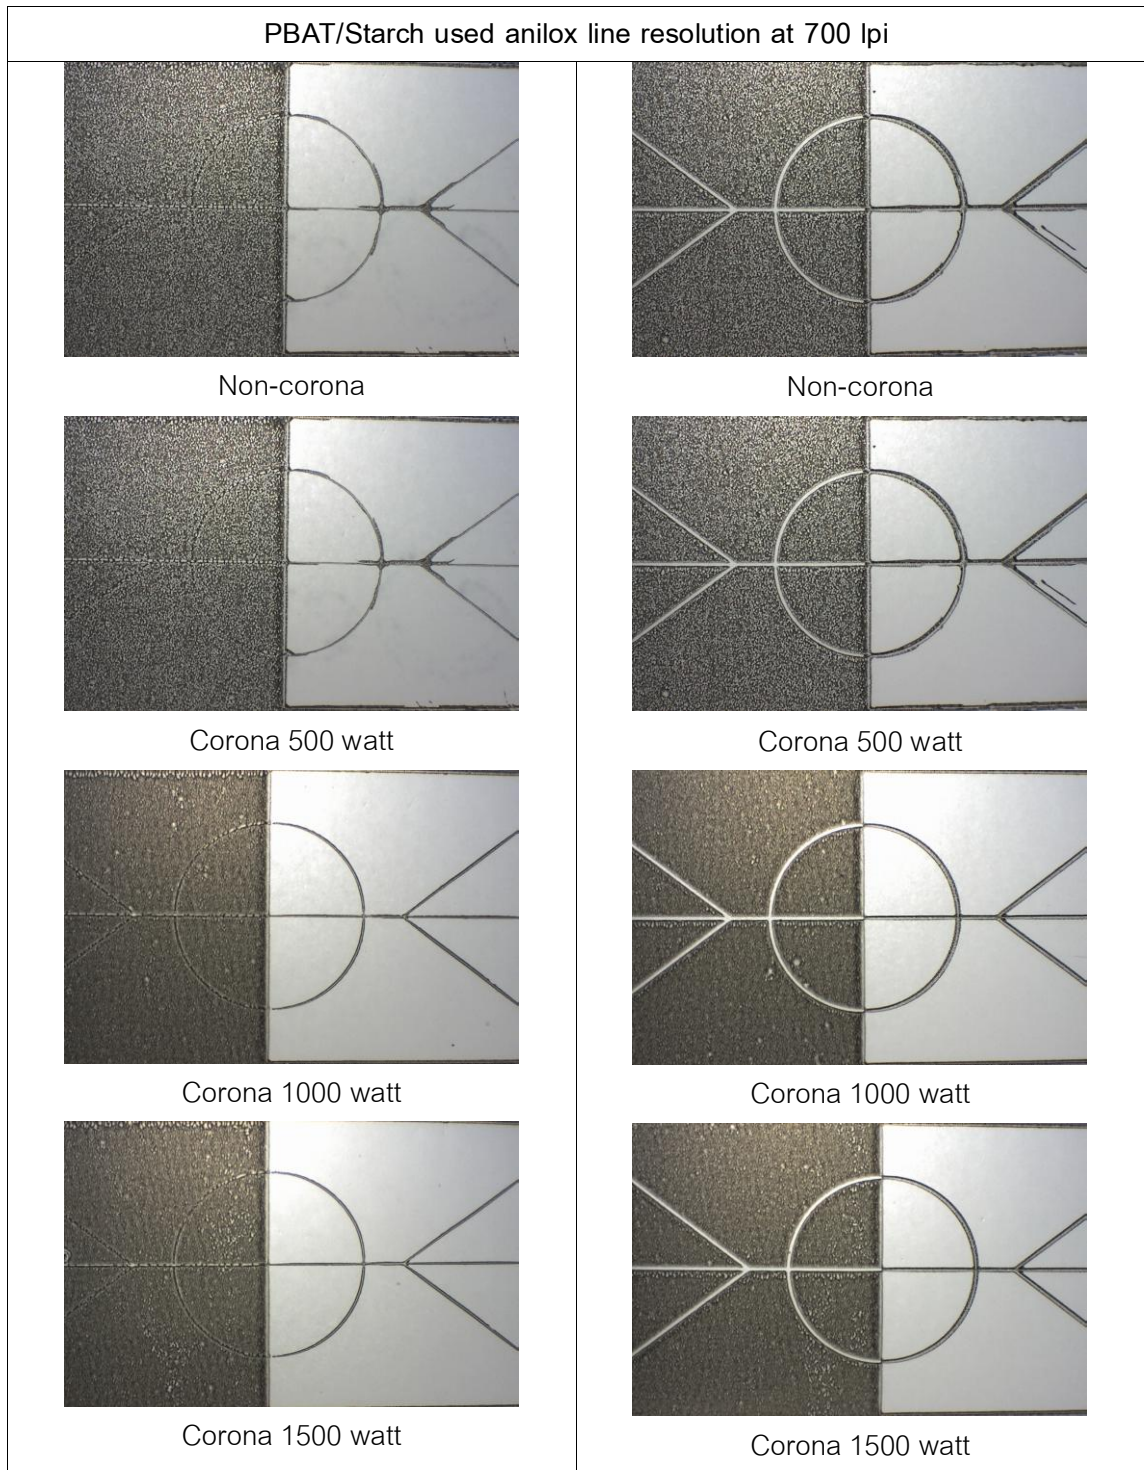 PBAT/Starch used anilox line resolution at 700 lpi
Non-corona
Non-corona
Corona 500 watt
Corona 500 watt
Corona 1000 watt
Corona 1000 watt
Corona 1500 watt
Corona 1500 watt